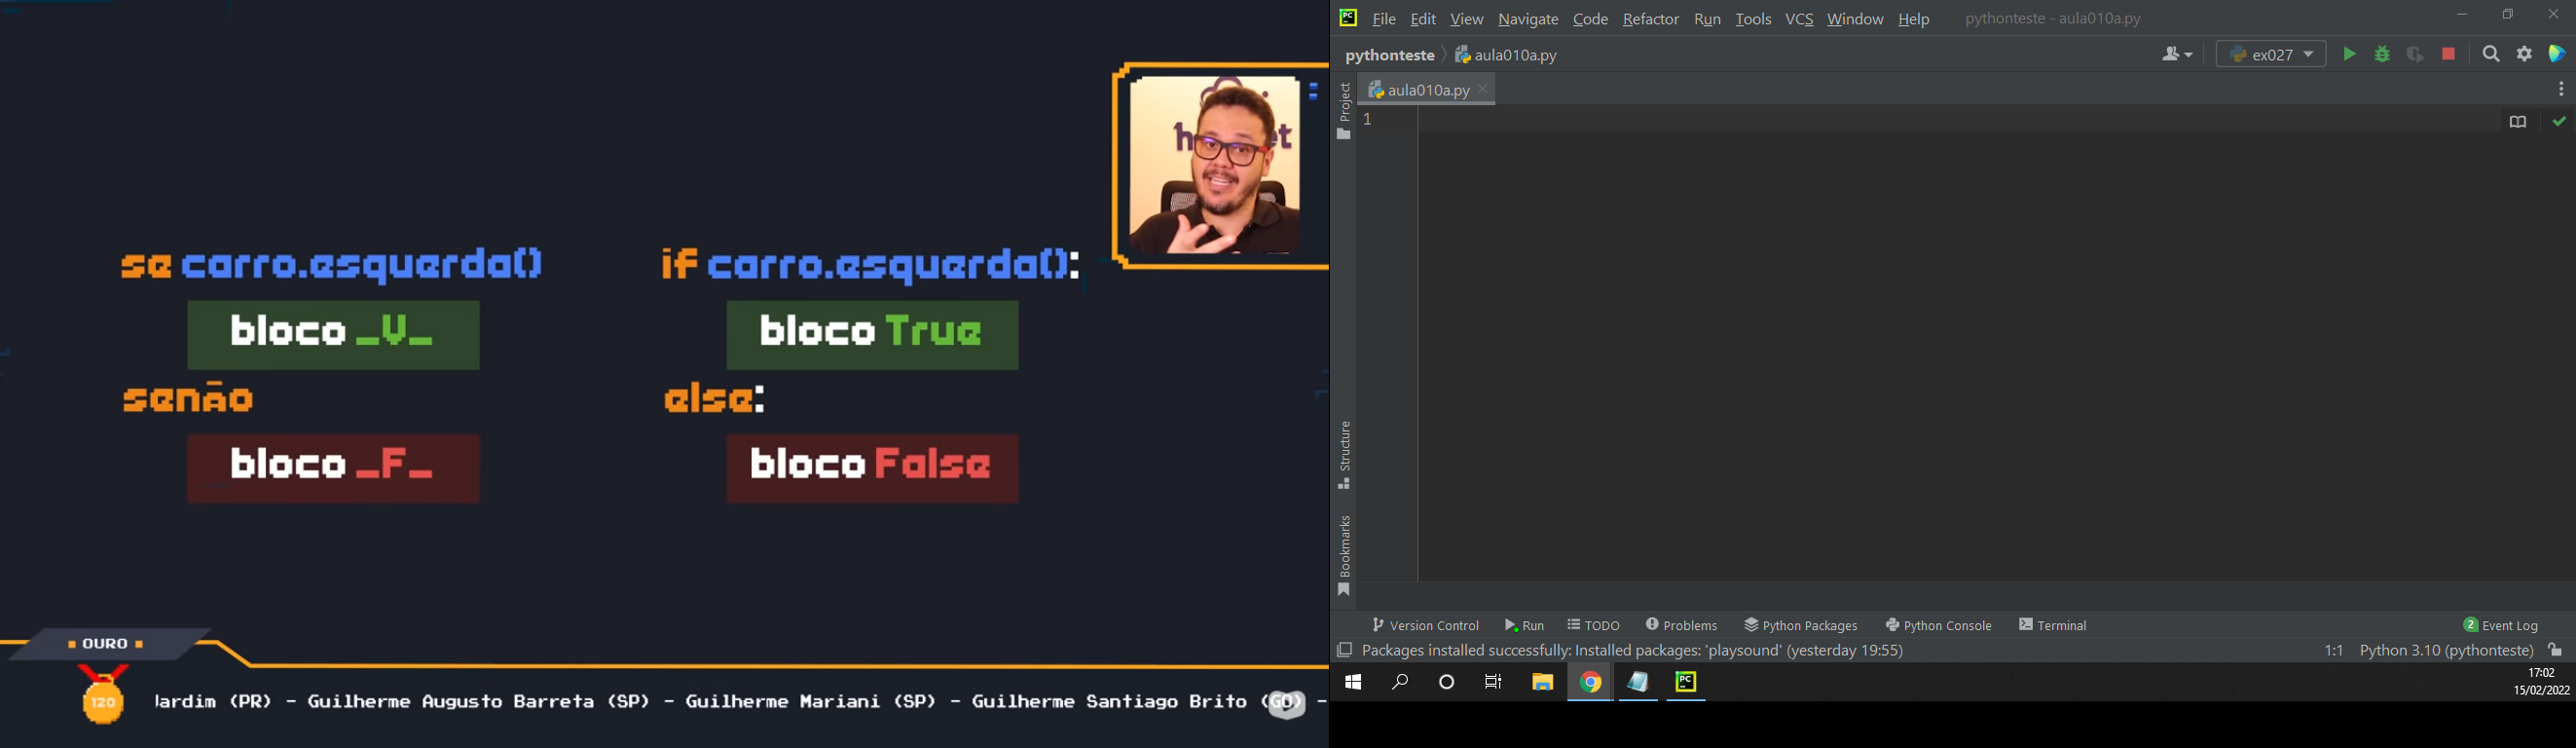 se carro.esquerda()
bloco _V_
senão
bloco _F_
if carro.esquerda():
bloco True
else:
bloco False
OURO
120
Jardim (PR) - Guilherme Augusto Barreta (SP) - Guilherme Mariani (SP) - Guilherme Santiago Brito (GO) -
PC
File Edit View Navigate Code Refactor Run Tools VCS Window Help pythonteste - aula010a.py
pythonteste aula010a.py ex027
Project
aula010a.py
1
Structure
Bookmarks
Version Control Run TODO Problems Python Packages Python Console Terminal 2 Event Log
Packages installed successfully: Installed packages: 'playsound' (yesterday 19:55) 1:1 Python 3.10 (pythonteste)
PC
17:02
15/02/2022